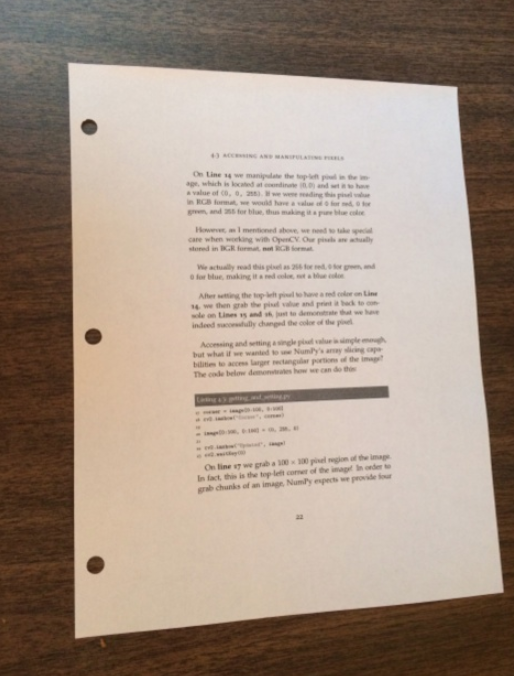 4.3 ACCESSING AND MANIPULATING PIXELS
On Line 14 we manipulate the top-left pixel in the im-
age, which is located at coordinate (0,0) and set it to have
a value of (0, 0, 255). If we were reading this pixel value
in RGB format, we would have a value of 0 for red, 0 for
green, and 255 for blue, thus making it a pure blue color.
However, as I mentioned above, we need to take special
care when working with OpenCV. Our pixels are actually
stored in BGR format, not RGB format.
We actually read this pixel as 255 for red, 0 for green, and
0 for blue, making it a red color, not a blue color.
After setting the top-left pixel to have a red color on Line
14, we then grab the pixel value and print it back to con-
sole on Lines 15 and 16, just to demonstrate that we have
indeed successfully changed the color of the pixel.
Accessing and setting a single pixel value is simple enough,
but what if we wanted to use NumPy's array slicing capa-
bilities to access larger rectangular portions of the image?
The code below demonstrates how we can do this:
Listing 4.3: getting_and_setting.py
corner = image[0:100, 0:100]
cv2.imshow("Corner", corner)
image[0:100, 0:100] = (0, 255, 0)
cv2.imshow("Updated", image)
cv2.waitKey(0)
On line 17 we grab a 100 × 100 pixel region of the image.
In fact, this is the top-left corner of the image! In order to
grab chunks of an image, NumPy expects we provide four
22